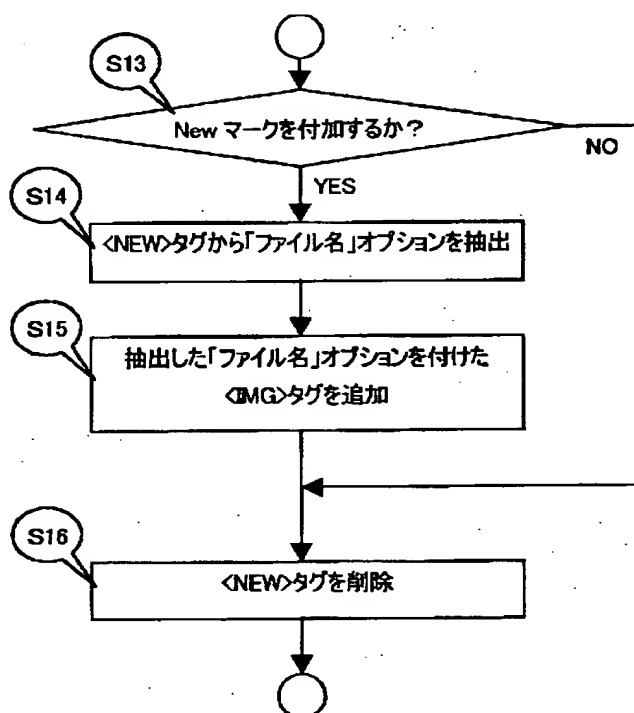 S13
Newマークを付加するか?
NO
YES
S14
<NEW>タグから「ファイル名」オプションを抽出
S15
抽出した「ファイル名」オプションを付けた
<IMG>タグを追加
S16
<NEW>タグを削除